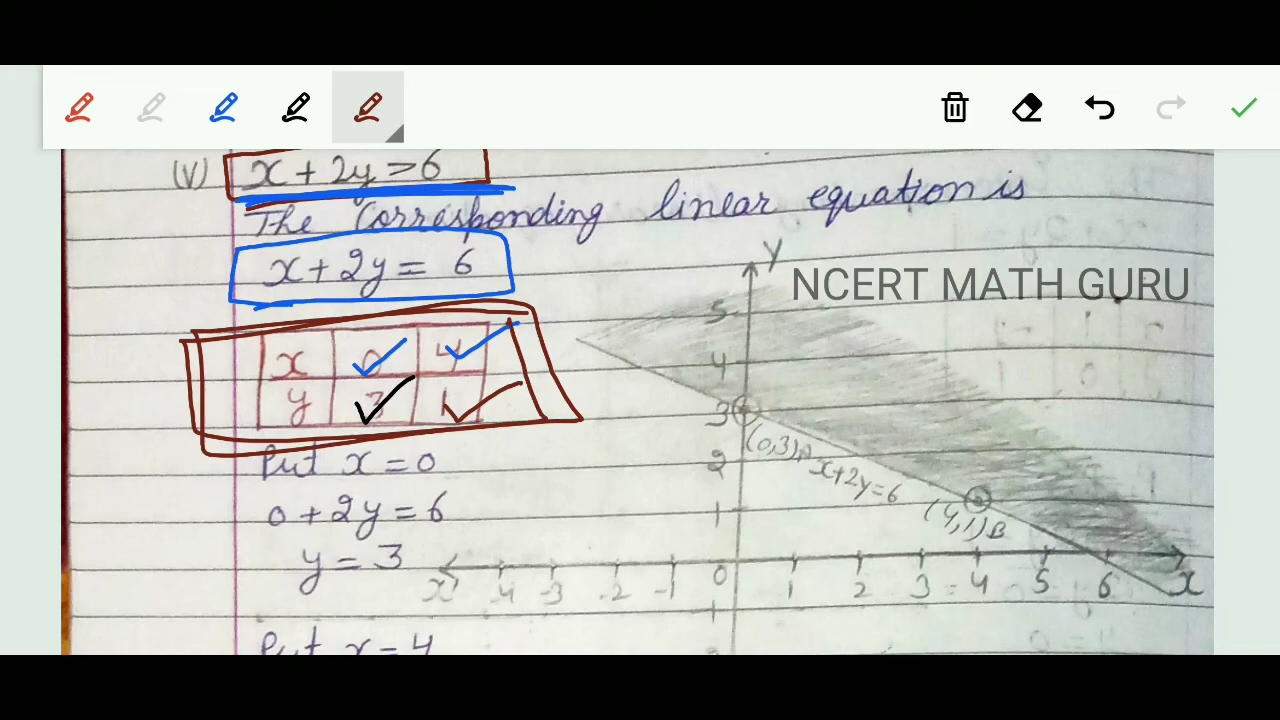 (V) x + 2y > 6
The Corresponding linear equation is
x + 2y = 6
Y
NCERT MATH GURU
x 0 4
y 3 1
5
4
3
(0,3)A
2
x+2y=6
1
(4,1)B
Put x = 0
0 + 2y = 6
y = 3
x' -4 -3 -2 -1 0 1 2 3 4 5 6 X
Put x = 4